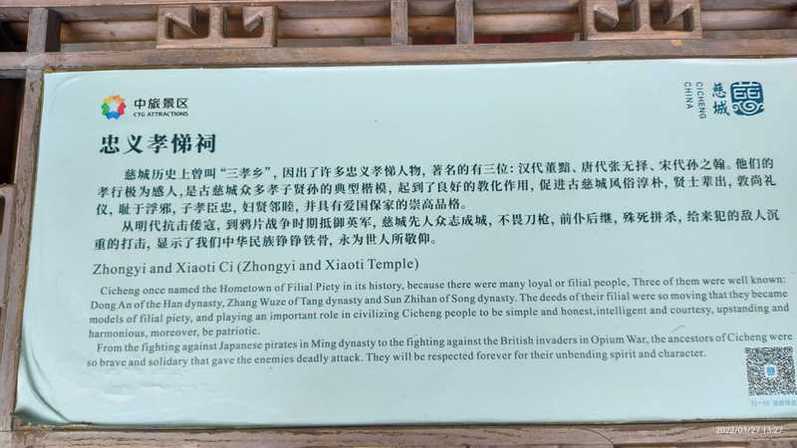 中旅景区
CTG ATTRACTIONS
CICHENG
CHINA
慈城
忠义孝悌祠
慈城历史上曾叫“三孝乡”，因出了许多忠义孝悌人物，著名的有三位：汉代董黯、唐代张无择、宋代孙之翰。他们的
孝行极为感人，是古慈城众多孝子贤孙的典型楷模，起到了良好的教化作用，促进古慈城风俗淳朴，贤士辈出，敦尚礼
仪，耻于浮邪，子孝臣忠，妇贤邻睦，并具有爱国保家的崇高品格。
从明代抗击倭寇，到鸦片战争时期抵御英军，慈城先人众志成城，不畏刀枪，前仆后继，殊死拼杀，给来犯的敌人沉
重的打击，显示了我们中华民族铮铮铁骨，永为世人所敬仰。
Zhongyi and Xiaoti Ci (Zhongyi and Xiaoti Temple)
Cicheng once named the Hometown of Filial Piety in its history, because there were many loyal or filial people, Three of them were well known:
Dong An of the Han dynasty, Zhang Wuze of Tang dynasty and Sun Zhihan of Song dynasty. The deeds of their filial were so moving that they became
models of filial piety, and playing an important role in civilizing Cicheng people to be simple and honest,intelligent and courtesy, upstanding and
harmonious, moreover, be patriotic.
From the fighting against Japanese pirates in Ming dynasty to the fighting against the British invaders in Opium War, the ancestors of Cicheng were
so brave and solidary that gave the enemies deadly attack. They will be respected forever for their unbending spirit and character.
2022/03/27 13:27